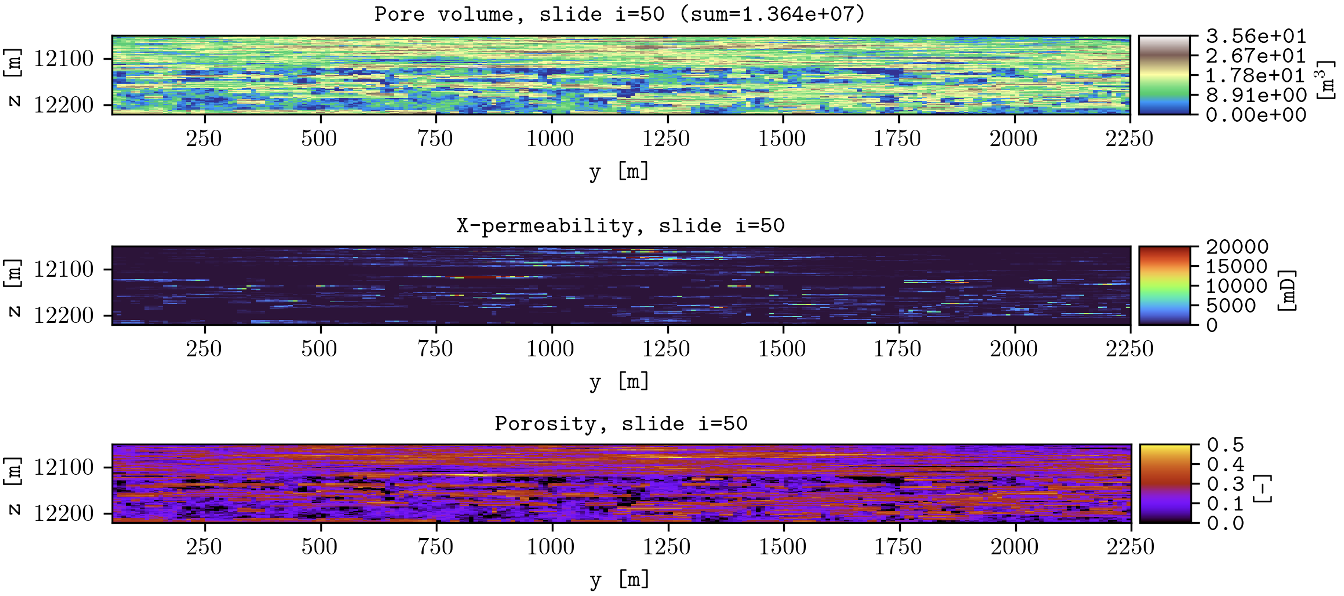 Pore volume, slide i=50 (sum=1.364e+07)
z [m]
12100
12200
250 500 750 1000 1250 1500 1750 2000 2250
y [m]
3.56e+01
2.67e+01
1.78e+01
8.91e+00
0.00e+00
[m³]
X-permeability, slide i=50
z [m]
12100
12200
250 500 750 1000 1250 1500 1750 2000 2250
y [m]
20000
15000
10000
5000
0
[mD]
Porosity, slide i=50
z [m]
12100
12200
250 500 750 1000 1250 1500 1750 2000 2250
y [m]
0.5
0.4
0.3
0.1
0.0
[-]